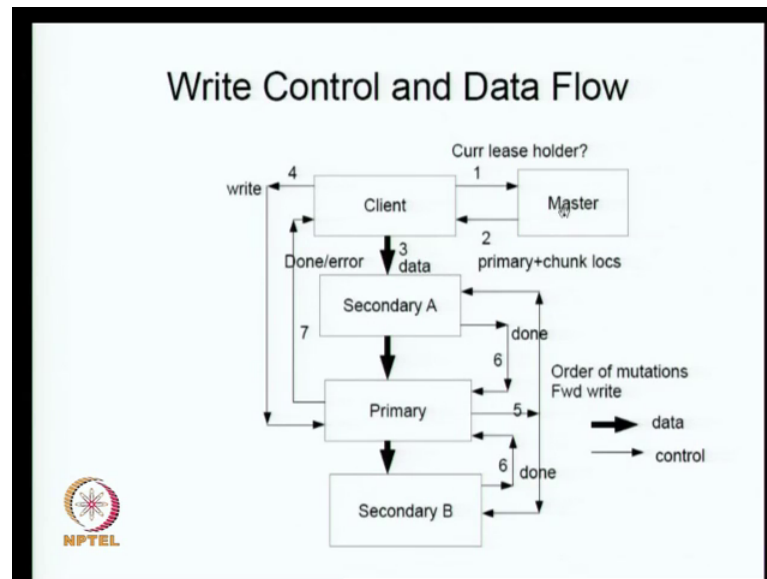 Write Control and Data Flow
Curr lease holder?
4
1
write
Client
Master
2
Done/error
3
data
primary+chunk locs
Secondary A
done
7
6
Order of mutations
Fwd write
Primary
5
data
control
6
done
Secondary B
NPTEL